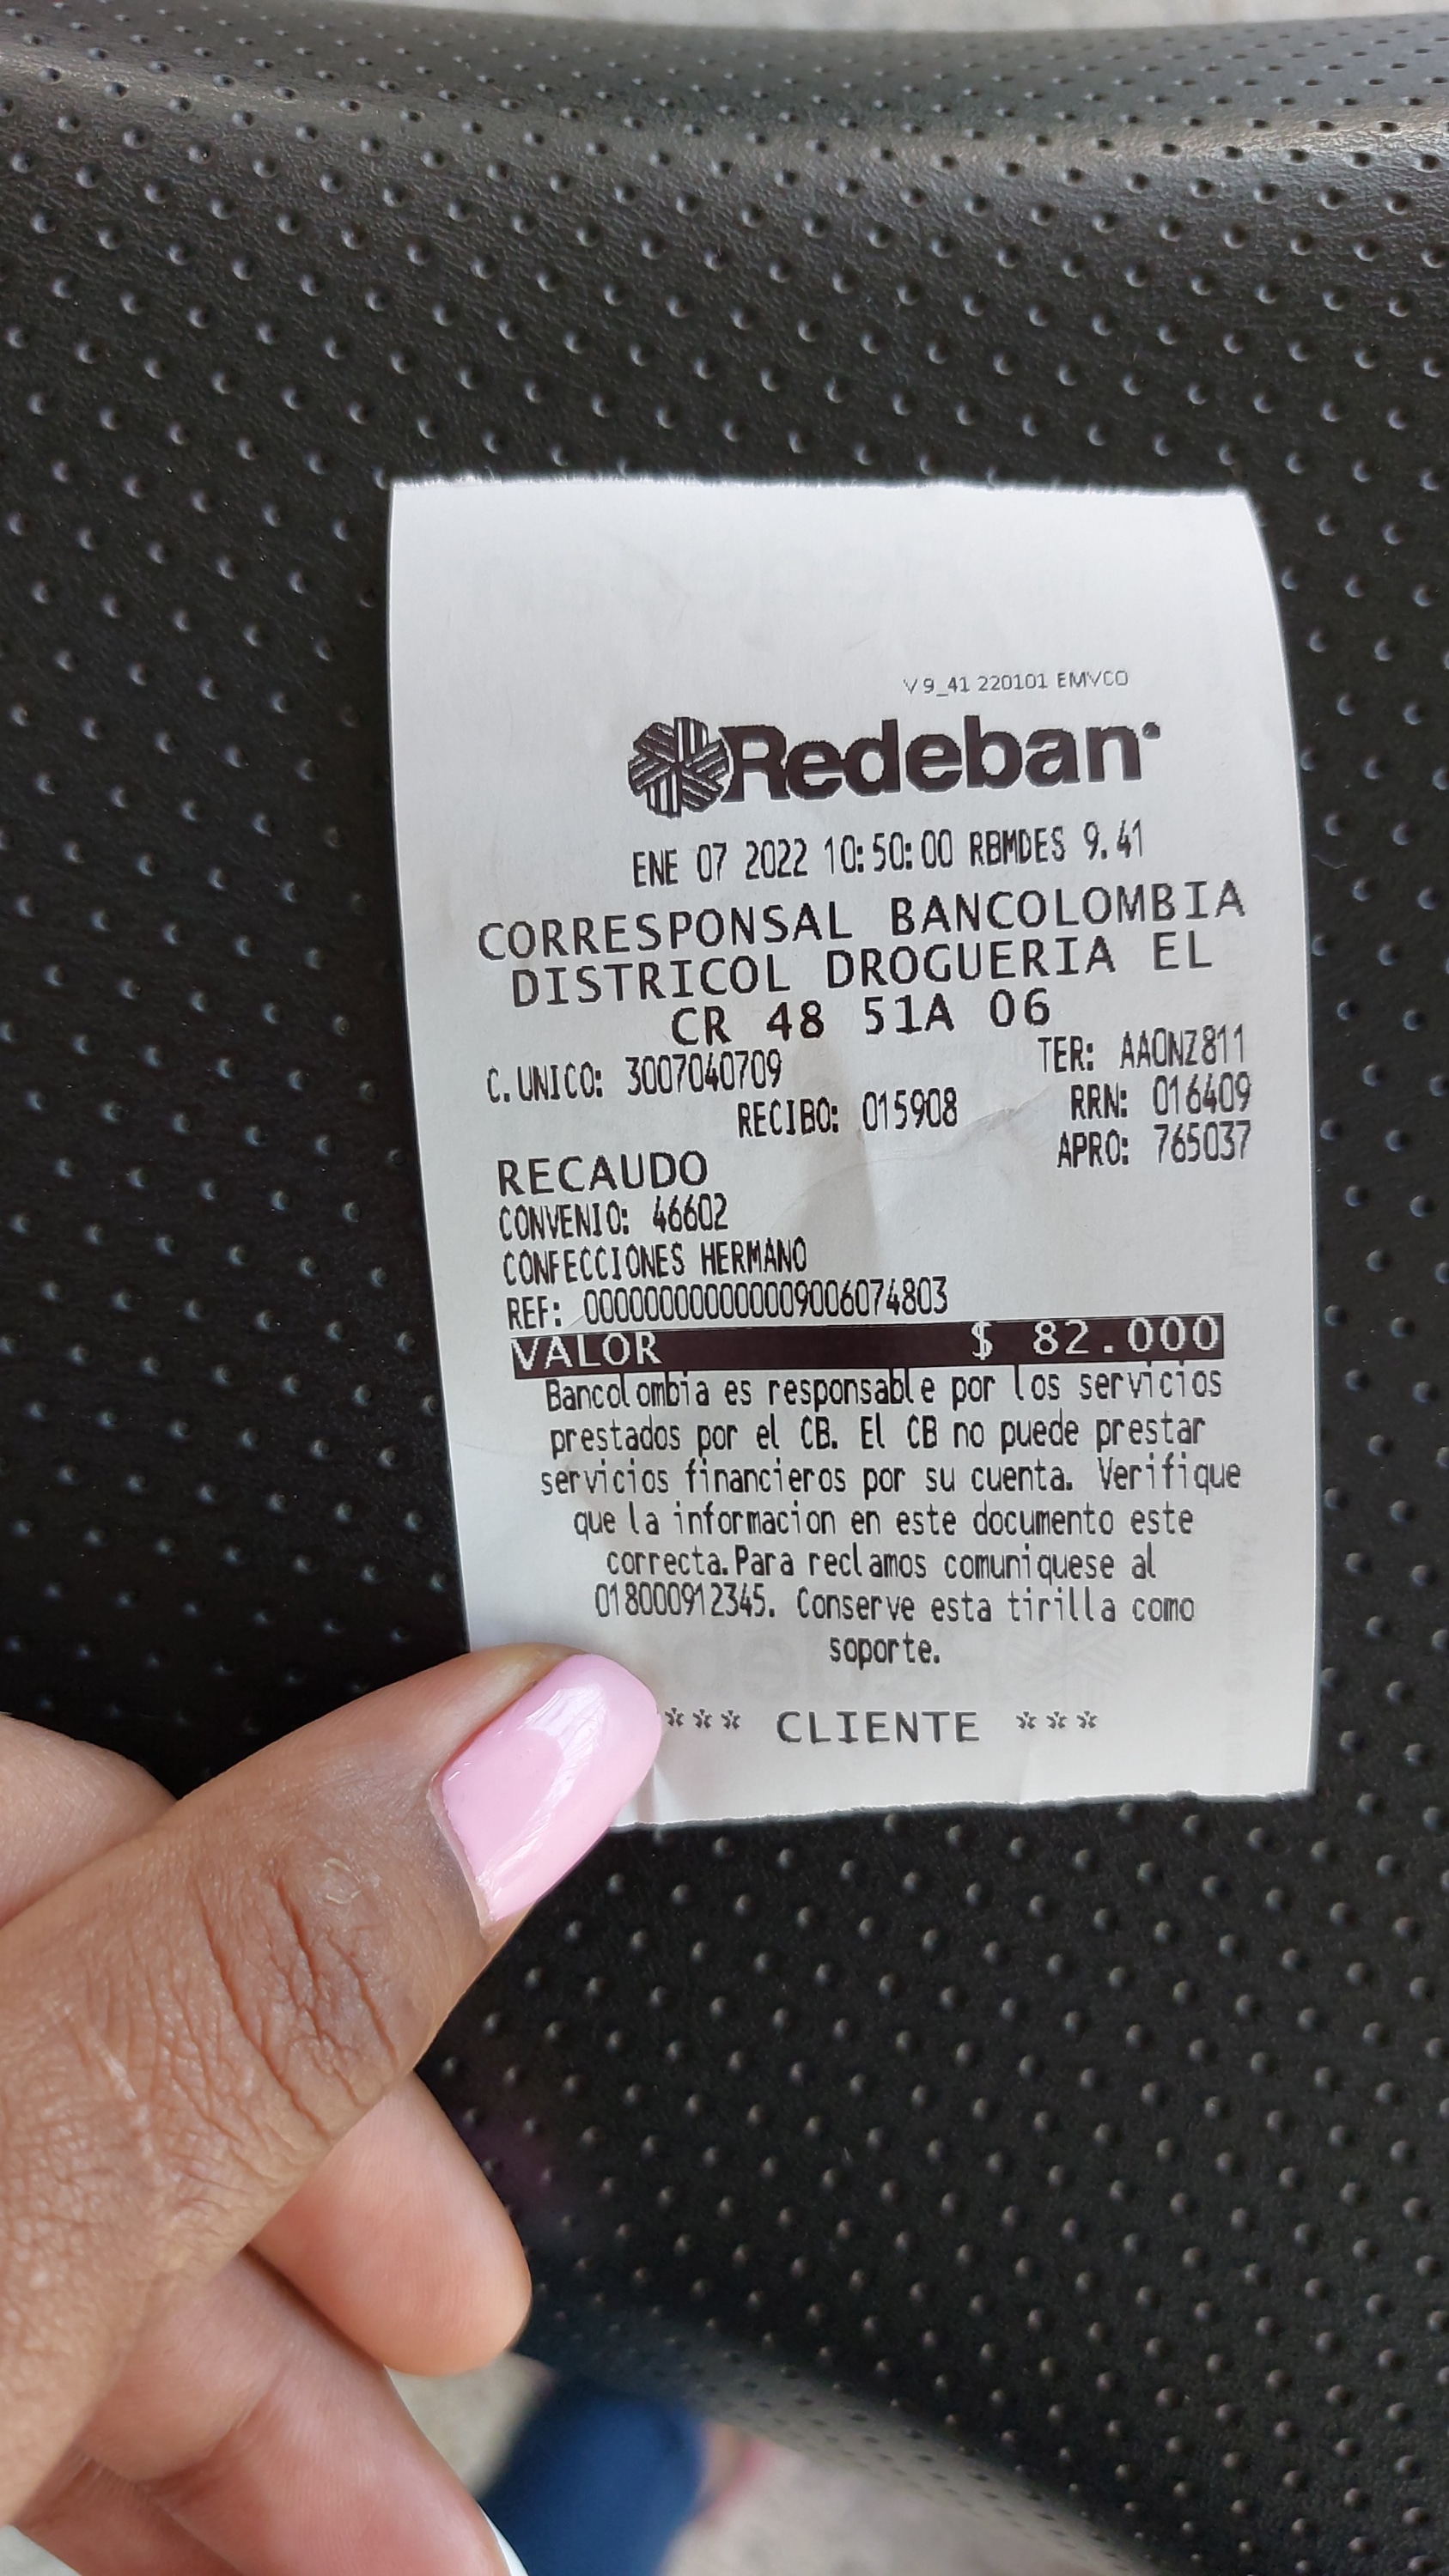 V 9_41 220101 EMVCO
Redeban
ENE 07 2022 10:50:00 RBMDES 9.41
CORRESPONSAL BANCOLOMBIA
DISTRICOL DROGUERIA EL
CR 48 51A 06
C.UNICO: 3007040709 TER: AAONZ811
RECIBO: 015908 RRN: 016409
RECAUDO APRO: 765037
CONVENIO: 46602
CONFECCIONES HERMANO
REF: 00000000000009006074803
VALOR $ 82.000
Bancolombia es responsable por los servicios
prestados por el CB. El CB no puede prestar
servicios financieros por su cuenta. Verifique
que la informacion en este documento este
correcta.Para reclamos comuniquese al
018000912345. Conserve esta tirilla como
soporte.
*** CLIENTE ***